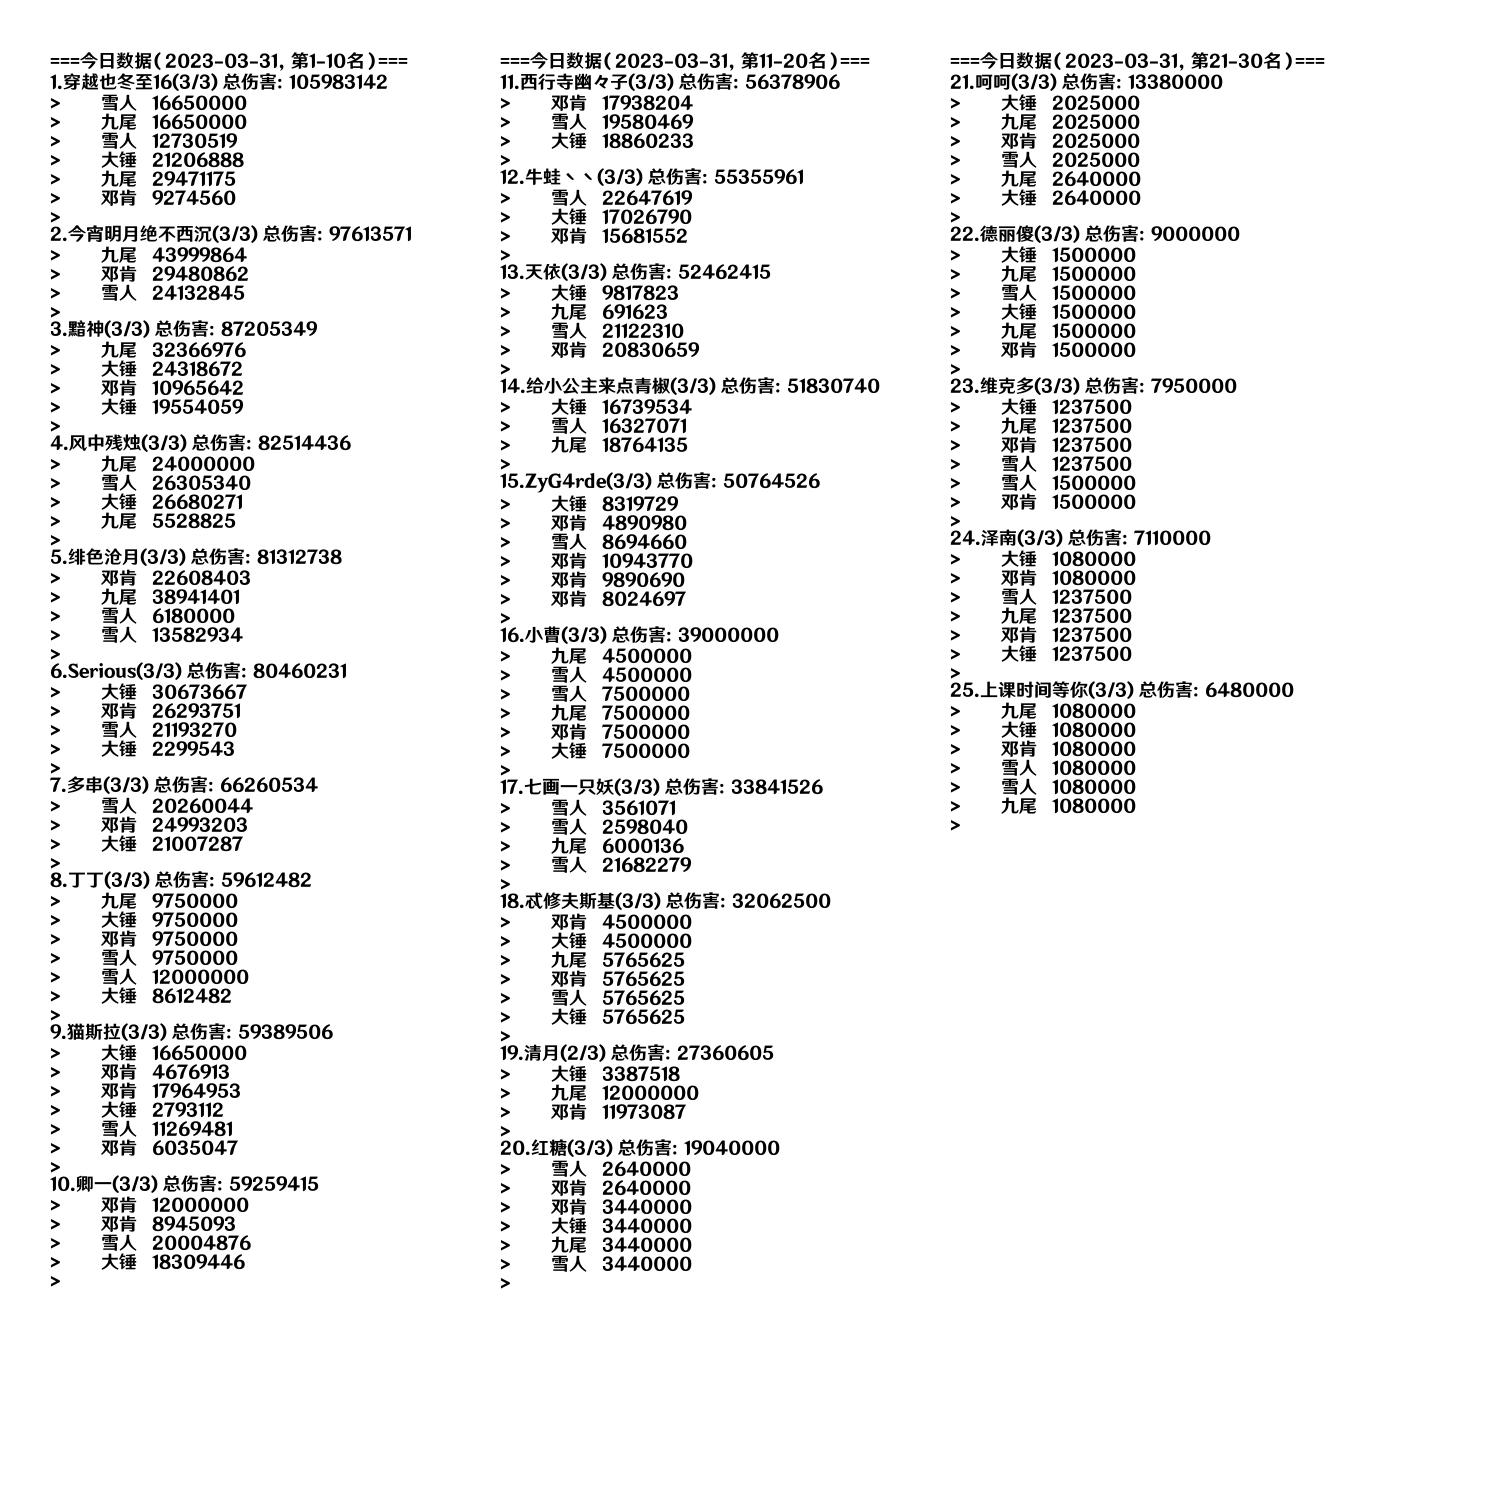 ===今日数据(2023-03-31, 第1-10名)===
1.穿越也冬至16(3/3) 总伤害: 105983142
> 雪人 16650000
> 九尾 16650000
> 雪人 12730519
> 大锤 21206888
> 九尾 29471175
> 邓肯 9274560
>
2.今宵明月绝不西沉(3/3) 总伤害: 97613571
> 九尾 43999864
> 邓肯 29480862
> 雪人 24132845
>
3.黯神(3/3) 总伤害: 87205349
> 九尾 32366976
> 大锤 24318672
> 邓肯 10965642
> 大锤 19554059
>
4.风中残烛(3/3) 总伤害: 82514436
> 九尾 24000000
> 雪人 26305340
> 大锤 26680271
> 九尾 5528825
>
5.绯色沧月(3/3) 总伤害: 81312738
> 邓肯 22608403
> 九尾 38941401
> 雪人 6180000
> 雪人 13582934
>
6.Serious(3/3) 总伤害: 80460231
> 大锤 30673667
> 邓肯 26293751
> 雪人 21193270
> 大锤 2299543
>
7.多串(3/3) 总伤害: 66260534
> 雪人 20260044
> 邓肯 24993203
> 大锤 21007287
>
8.丁丁(3/3) 总伤害: 59612482
> 九尾 9750000
> 大锤 9750000
> 邓肯 9750000
> 雪人 9750000
> 雪人 12000000
> 大锤 8612482
>
9.猫斯拉(3/3) 总伤害: 59389506
> 大锤 16650000
> 邓肯 4676913
> 邓肯 17964953
> 大锤 2793112
> 雪人 11269481
> 邓肯 6035047
>
10.卿一(3/3) 总伤害: 59259415
> 邓肯 12000000
> 邓肯 8945093
> 雪人 20004876
> 大锤 18309446
>
===今日数据(2023-03-31, 第11-20名)===
11.西行寺幽々子(3/3) 总伤害: 56378906
> 邓肯 17938204
> 雪人 19580469
> 大锤 18860233
>
12.牛蛙丶丶(3/3) 总伤害: 55355961
> 雪人 22647619
> 大锤 17026790
> 邓肯 15681552
>
13.天依(3/3) 总伤害: 52462415
> 大锤 9817823
> 九尾 691623
> 雪人 21122310
> 邓肯 20830659
>
14.给小公主来点青椒(3/3) 总伤害: 51830740
> 大锤 16739534
> 雪人 16327071
> 九尾 18764135
>
15.ZyG4rde(3/3) 总伤害: 50764526
> 大锤 8319729
> 邓肯 4890980
> 雪人 8694660
> 邓肯 10943770
> 邓肯 9890690
> 邓肯 8024697
>
16.小曹(3/3) 总伤害: 39000000
> 九尾 4500000
> 雪人 4500000
> 雪人 7500000
> 九尾 7500000
> 邓肯 7500000
> 大锤 7500000
>
17.七画一只妖(3/3) 总伤害: 33841526
> 雪人 3561071
> 雪人 2598040
> 九尾 6000136
> 雪人 21682279
>
18.忒修夫斯基(3/3) 总伤害: 32062500
> 邓肯 4500000
> 大锤 4500000
> 九尾 5765625
> 邓肯 5765625
> 雪人 5765625
> 大锤 5765625
>
19.清月(2/3) 总伤害: 27360605
> 大锤 3387518
> 九尾 12000000
> 邓肯 11973087
>
20.红糖(3/3) 总伤害: 19040000
> 雪人 2640000
> 邓肯 2640000
> 邓肯 3440000
> 大锤 3440000
> 九尾 3440000
> 雪人 3440000
>
===今日数据(2023-03-31, 第21-30名)===
21.呵呵(3/3) 总伤害: 13380000
> 大锤 2025000
> 九尾 2025000
> 邓肯 2025000
> 雪人 2025000
> 九尾 2640000
> 大锤 2640000
>
22.德丽傻(3/3) 总伤害: 9000000
> 大锤 1500000
> 九尾 1500000
> 雪人 1500000
> 大锤 1500000
> 九尾 1500000
> 邓肯 1500000
>
23.维克多(3/3) 总伤害: 7950000
> 大锤 1237500
> 九尾 1237500
> 邓肯 1237500
> 雪人 1237500
> 雪人 1500000
> 邓肯 1500000
>
24.泽南(3/3) 总伤害: 7110000
> 大锤 1080000
> 邓肯 1080000
> 雪人 1237500
> 九尾 1237500
> 邓肯 1237500
> 大锤 1237500
>
25.上课时间等你(3/3) 总伤害: 6480000
> 九尾 1080000
> 大锤 1080000
> 邓肯 1080000
> 雪人 1080000
> 雪人 1080000
> 九尾 1080000
>